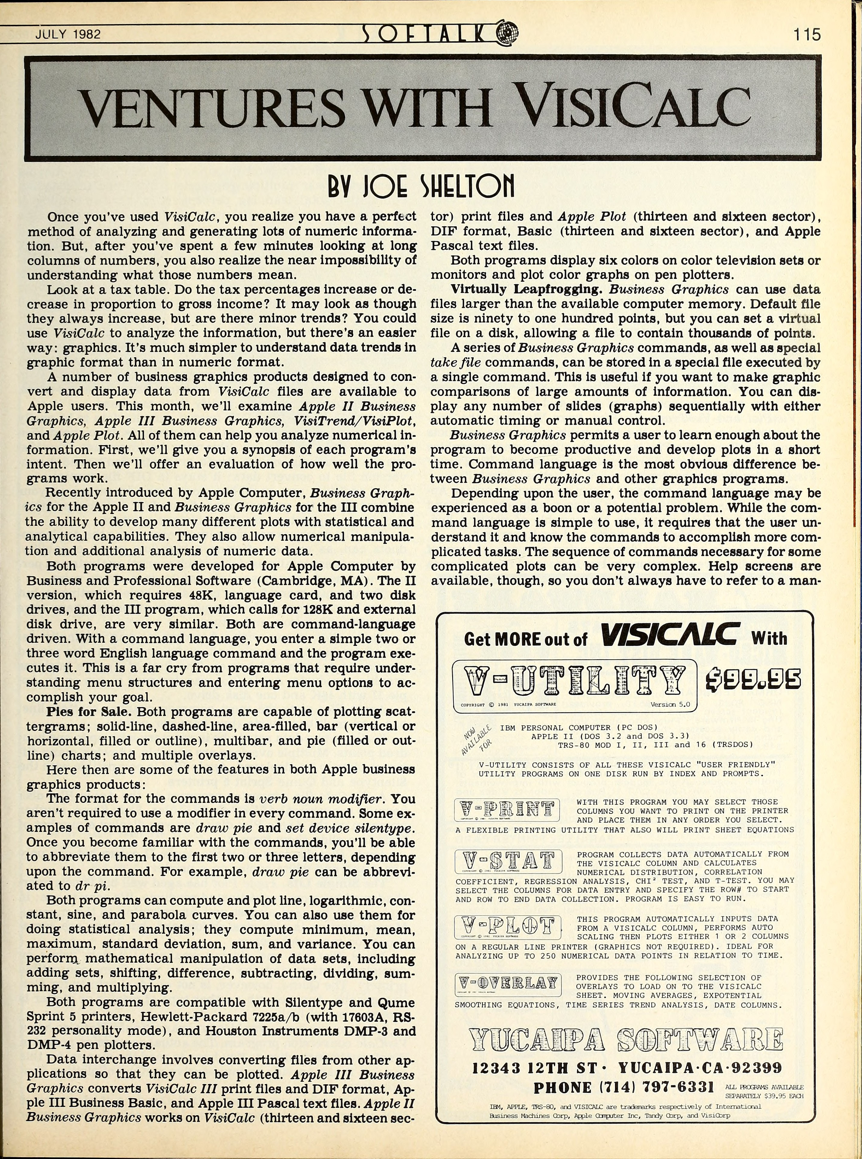 JULY 1982
SOFTALK
115
VENTURES WITH VISICALC
BY JOE SHELTON
Once you've used VisiCalc, you realize you have a perfect
method of analyzing and generating lots of numeric informa-
tion. But, after you've spent a few minutes looking at long
columns of numbers, you also realize the near impossibility of
understanding what those numbers mean.
Look at a tax table. Do the tax percentages increase or de-
crease in proportion to gross income? It may look as though
they always increase, but are there minor trends? You could
use VisiCalc to analyze the information, but there's an easier
way: graphics. It's much simpler to understand data trends in
graphic format than in numeric format.
A number of business graphics products designed to con-
vert and display data from VisiCalc files are available to
Apple users. This month, we'll examine Apple II Business
Graphics, Apple III Business Graphics, VisiTrend/VisiPlot,
and Apple Plot. All of them can help you analyze numerical in-
formation. First, we'll give you a synopsis of each program's
intent. Then we'll offer an evaluation of how well the pro-
grams work.
Recently introduced by Apple Computer, Business Graph-
ics for the Apple II and Business Graphics for the III combine
the ability to develop many different plots with statistical and
analytical capabilities. They also allow numerical manipula-
tion and additional analysis of numeric data.
Both programs were developed for Apple Computer by
Business and Professional Software (Cambridge, MA). The II
version, which requires 48K, language card, and two disk
drives, and the III program, which calls for 128K and external
disk drive, are very similar. Both are command-language
driven. With a command language, you enter a simple two or
three word English language command and the program exe-
cutes it. This is a far cry from programs that require under-
standing menu structures and entering menu options to ac-
complish your goal.
Pies for Sale. Both programs are capable of plotting scat-
tergrams; solid-line, dashed-line, area-filled, bar (vertical or
horizontal, filled or outline), multibar, and pie (filled or out-
line) charts; and multiple overlays.
Here then are some of the features in both Apple business
graphics products:
The format for the commands is verb noun modifier. You
aren't required to use a modifier in every command. Some ex-
amples of commands are draw pie and set device silentype.
Once you become familiar with the commands, you'll be able
to abbreviate them to the first two or three letters, depending
upon the command. For example, draw pie can be abbrevi-
ated to dr pi.
Both programs can compute and plot line, logarithmic, con-
stant, sine, and parabola curves. You can also use them for
doing statistical analysis; they compute minimum, mean,
maximum, standard deviation, sum, and variance. You can
perform mathematical manipulation of data sets, including
adding sets, shifting, difference, subtracting, dividing, sum-
ming, and multiplying.
Both programs are compatible with Silentype and Qume
Sprint 5 printers, Hewlett-Packard 7225a/b (with 17603A, RS-
232 personality mode), and Houston Instruments DMP-3 and
DMP-4 pen plotters.
Data interchange involves converting files from other ap-
plications so that they can be plotted. Apple III Business
Graphics converts VisiCalc III print files and DIF format, Ap-
ple III Business Basic, and Apple III Pascal text files. Apple II
Business Graphics works on VisiCalc (thirteen and sixteen sec-
tor) print files and Apple Plot (thirteen and sixteen sector),
DIF format, Basic (thirteen and sixteen sector), and Apple
Pascal text files.
Both programs display six colors on color television sets or
monitors and plot color graphs on pen plotters.
Virtually Leapfrogging. Business Graphics can use data
files larger than the available computer memory. Default file
size is ninety to one hundred points, but you can set a virtual
file on a disk, allowing a file to contain thousands of points.
A series of Business Graphics commands, as well as special
take file commands, can be stored in a special file executed by
a single command. This is useful if you want to make graphic
comparisons of large amounts of information. You can dis-
play any number of slides (graphs) sequentially with either
automatic timing or manual control.
Business Graphics permits a user to learn enough about the
program to become productive and develop plots in a short
time. Command language is the most obvious difference be-
tween Business Graphics and other graphics programs.
Depending upon the user, the command language may be
experienced as a boon or a potential problem. While the com-
mand language is simple to use, it requires that the user un-
derstand it and know the commands to accomplish more com-
plicated tasks. The sequence of commands necessary for some
complicated plots can be very complex. Help screens are
available, though, so you don't always have to refer to a man-
Get MORE out of VISICALC With
V-UTILITY $99.95
COPYRIGHT © 1981 YUCAIPA SOFTWARE Version 5.0
NOW
AVAILABLE
FOR
IBM PERSONAL COMPUTER (PC DOS)
APPLE II (DOS 3.2 and DOS 3.3)
TRS-80 MOD I, II, III and 16 (TRSDOS)
V-UTILITY CONSISTS OF ALL THESE VISICALC "USER FRIENDLY"
UTILITY PROGRAMS ON ONE DISK RUN BY INDEX AND PROMPTS.
V-PRINT
WITH THIS PROGRAM YOU MAY SELECT THOSE
COLUMNS YOU WANT TO PRINT ON THE PRINTER
AND PLACE THEM IN ANY ORDER YOU SELECT.
A FLEXIBLE PRINTING UTILITY THAT ALSO WILL PRINT SHEET EQUATIONS
V-STAT
PROGRAM COLLECTS DATA AUTOMATICALLY FROM
THE VISICALC COLUMN AND CALCULATES
NUMERICAL DISTRIBUTION, CORRELATION
COEFFICIENT, REGRESSION ANALYSIS, CHI² TEST, AND T-TEST. YOU MAY
SELECT THE COLUMNS FOR DATA ENTRY AND SPECIFY THE ROW# TO START
AND ROW TO END DATA COLLECTION. PROGRAM IS EASY TO RUN.
V-PLOT
THIS PROGRAM AUTOMATICALLY INPUTS DATA
FROM A VISICALC COLUMN, PERFORMS AUTO
SCALING THEN PLOTS EITHER 1 OR 2 COLUMNS
ON A REGULAR LINE PRINTER (GRAPHICS NOT REQUIRED). IDEAL FOR
ANALYZING UP TO 250 NUMERICAL DATA POINTS IN RELATION TO TIME.
V-OVERLAY
PROVIDES THE FOLLOWING SELECTION OF
OVERLAYS TO LOAD ON TO THE VISICALC
SHEET. MOVING AVERAGES, EXPOTENTIAL
SMOOTHING EQUATIONS, TIME SERIES TREND ANALYSIS, DATE COLUMNS.
YUCAIPA SOFTWARE
12343 12TH ST · YUCAIPA·CA·92399
PHONE (714) 797-6331
ALL PROGRAMS AVAILABLE
SEPARATELY $39.95 EACH
IBM, APPLE, TRS-80, and VISICALC are trademarks respectively of International
Business Machines Corp, Apple Computer Inc, Tandy Corp, and VisiCorp